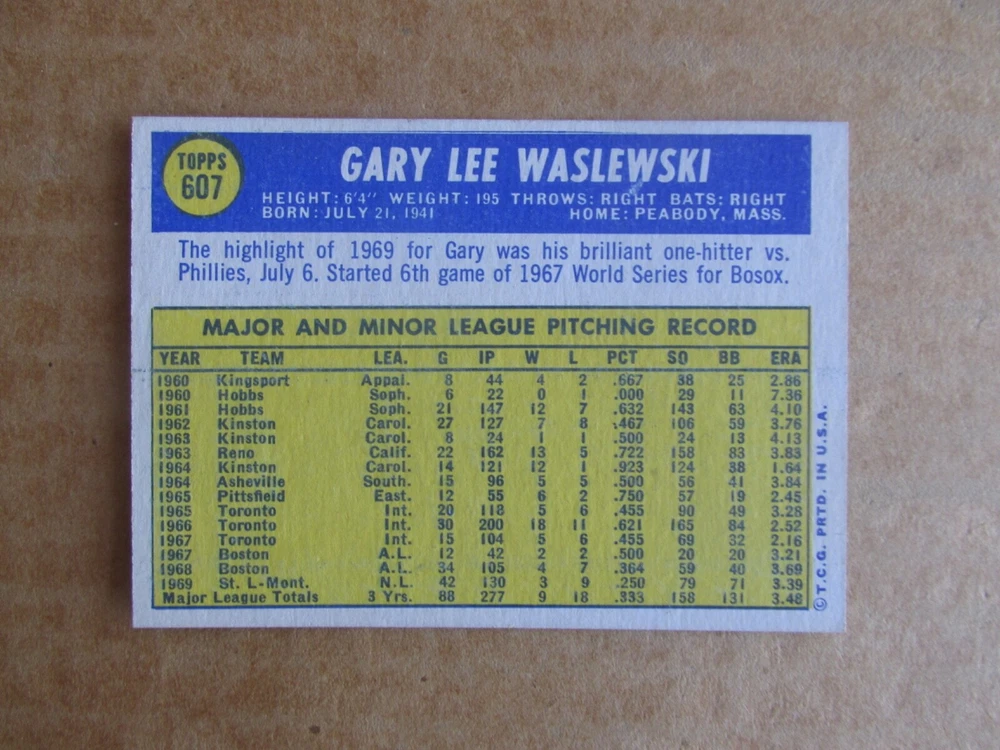 TOPPS
607
GARY LEE WASLEWSKI
HEIGHT: 6'4" WEIGHT: 195 THROWS: RIGHT BATS: RIGHT
BORN: JULY 21, 1941 HOME: PEABODY, MASS.
The highlight of 1969 for Gary was his brilliant one-hitter vs.
Phillies, July 6. Started 6th game of 1967 World Series for Bosox.
MAJOR AND MINOR LEAGUE PITCHING RECORD
YEAR TEAM LEA. G IP W L PCT SO BB ERA
1960 Kingsport Appal. 8 44 4 2 .667 38 25 2.86
1960 Hobbs Soph. 6 22 0 1 .000 29 11 7.36
1961 Hobbs Soph. 21 147 12 7 .632 143 63 4.10
1962 Kinston Carol. 27 127 7 8 .467 106 59 3.76
1963 Kinston Carol. 8 24 1 1 .500 24 13 4.13
1963 Reno Calif. 22 162 13 5 .722 158 83 3.83
1964 Kinston Carol. 14 121 12 1 .923 124 38 1.64
1964 Asheville South. 15 96 5 5 .500 56 41 3.84
1965 Pittsfield East. 12 55 6 2 .750 57 19 2.45
1965 Toronto Int. 20 118 5 6 .455 90 49 3.28
1966 Toronto Int. 30 200 18 11 .621 165 84 2.52
1967 Toronto Int. 15 104 5 6 .455 69 32 2.16
1967 Boston A.L. 12 42 2 2 .500 20 20 3.21
1968 Boston A.L. 34 105 4 7 .364 59 40 3.69
1969 St. L-Mont. N.L. 42 130 3 9 .250 79 71 3.39
Major League Totals 3 Yrs. 88 277 9 18 .333 158 131 3.48
© T.C.G. PRTD. IN U.S.A.